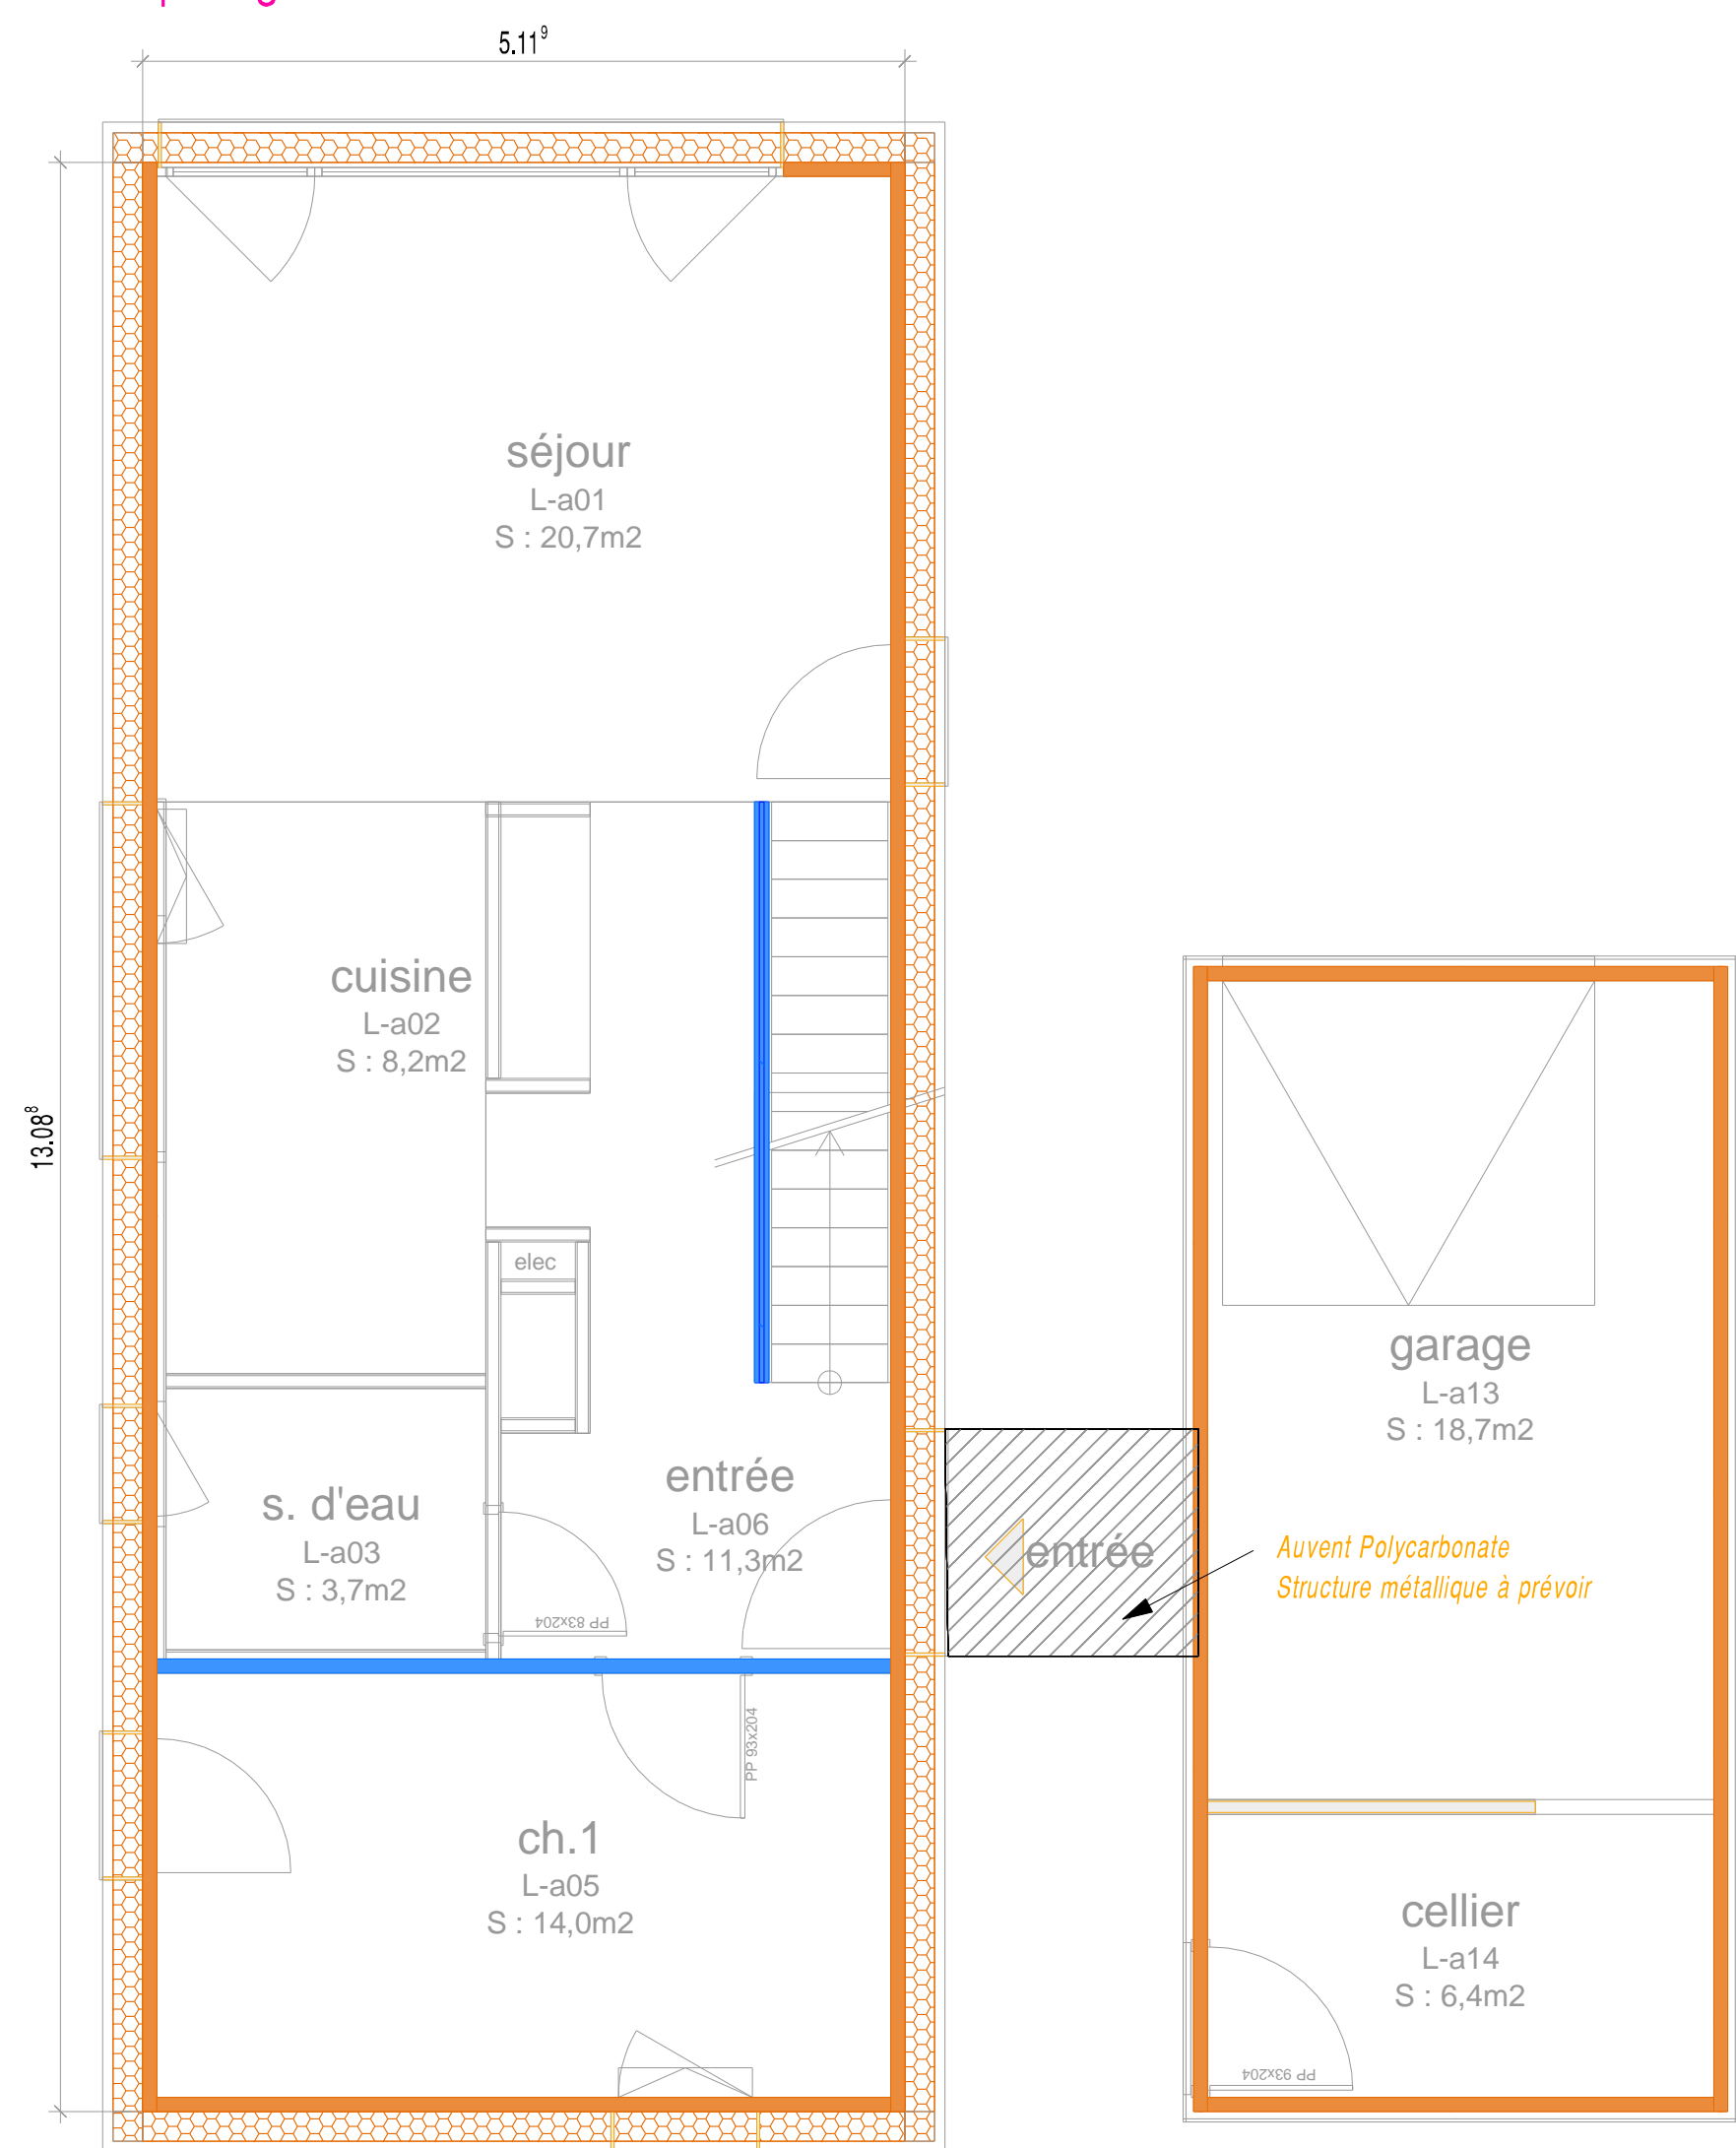 5.11⁹
13.08⁸
séjour
L-a01
S : 20,7m2
cuisine
L-a02
S : 8,2m2
elec
s. d'eau
L-a03
S : 3,7m2
entrée
L-a06
S : 11,3m2
PP 83x204
entrée
Auvent Polycarbonate
Structure métallique à prévoir
PP 93x204
ch.1
L-a05
S : 14,0m2
garage
L-a13
S : 18,7m2
cellier
L-a14
S : 6,4m2
PP 93x204